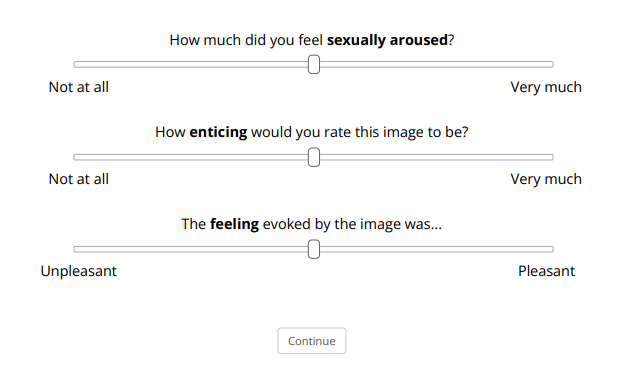 How much did you feel sexually aroused?
Not at all Very much
How enticing would you rate this image to be?
Not at all Very much
The feeling evoked by the image was...
Unpleasant Pleasant
Continue